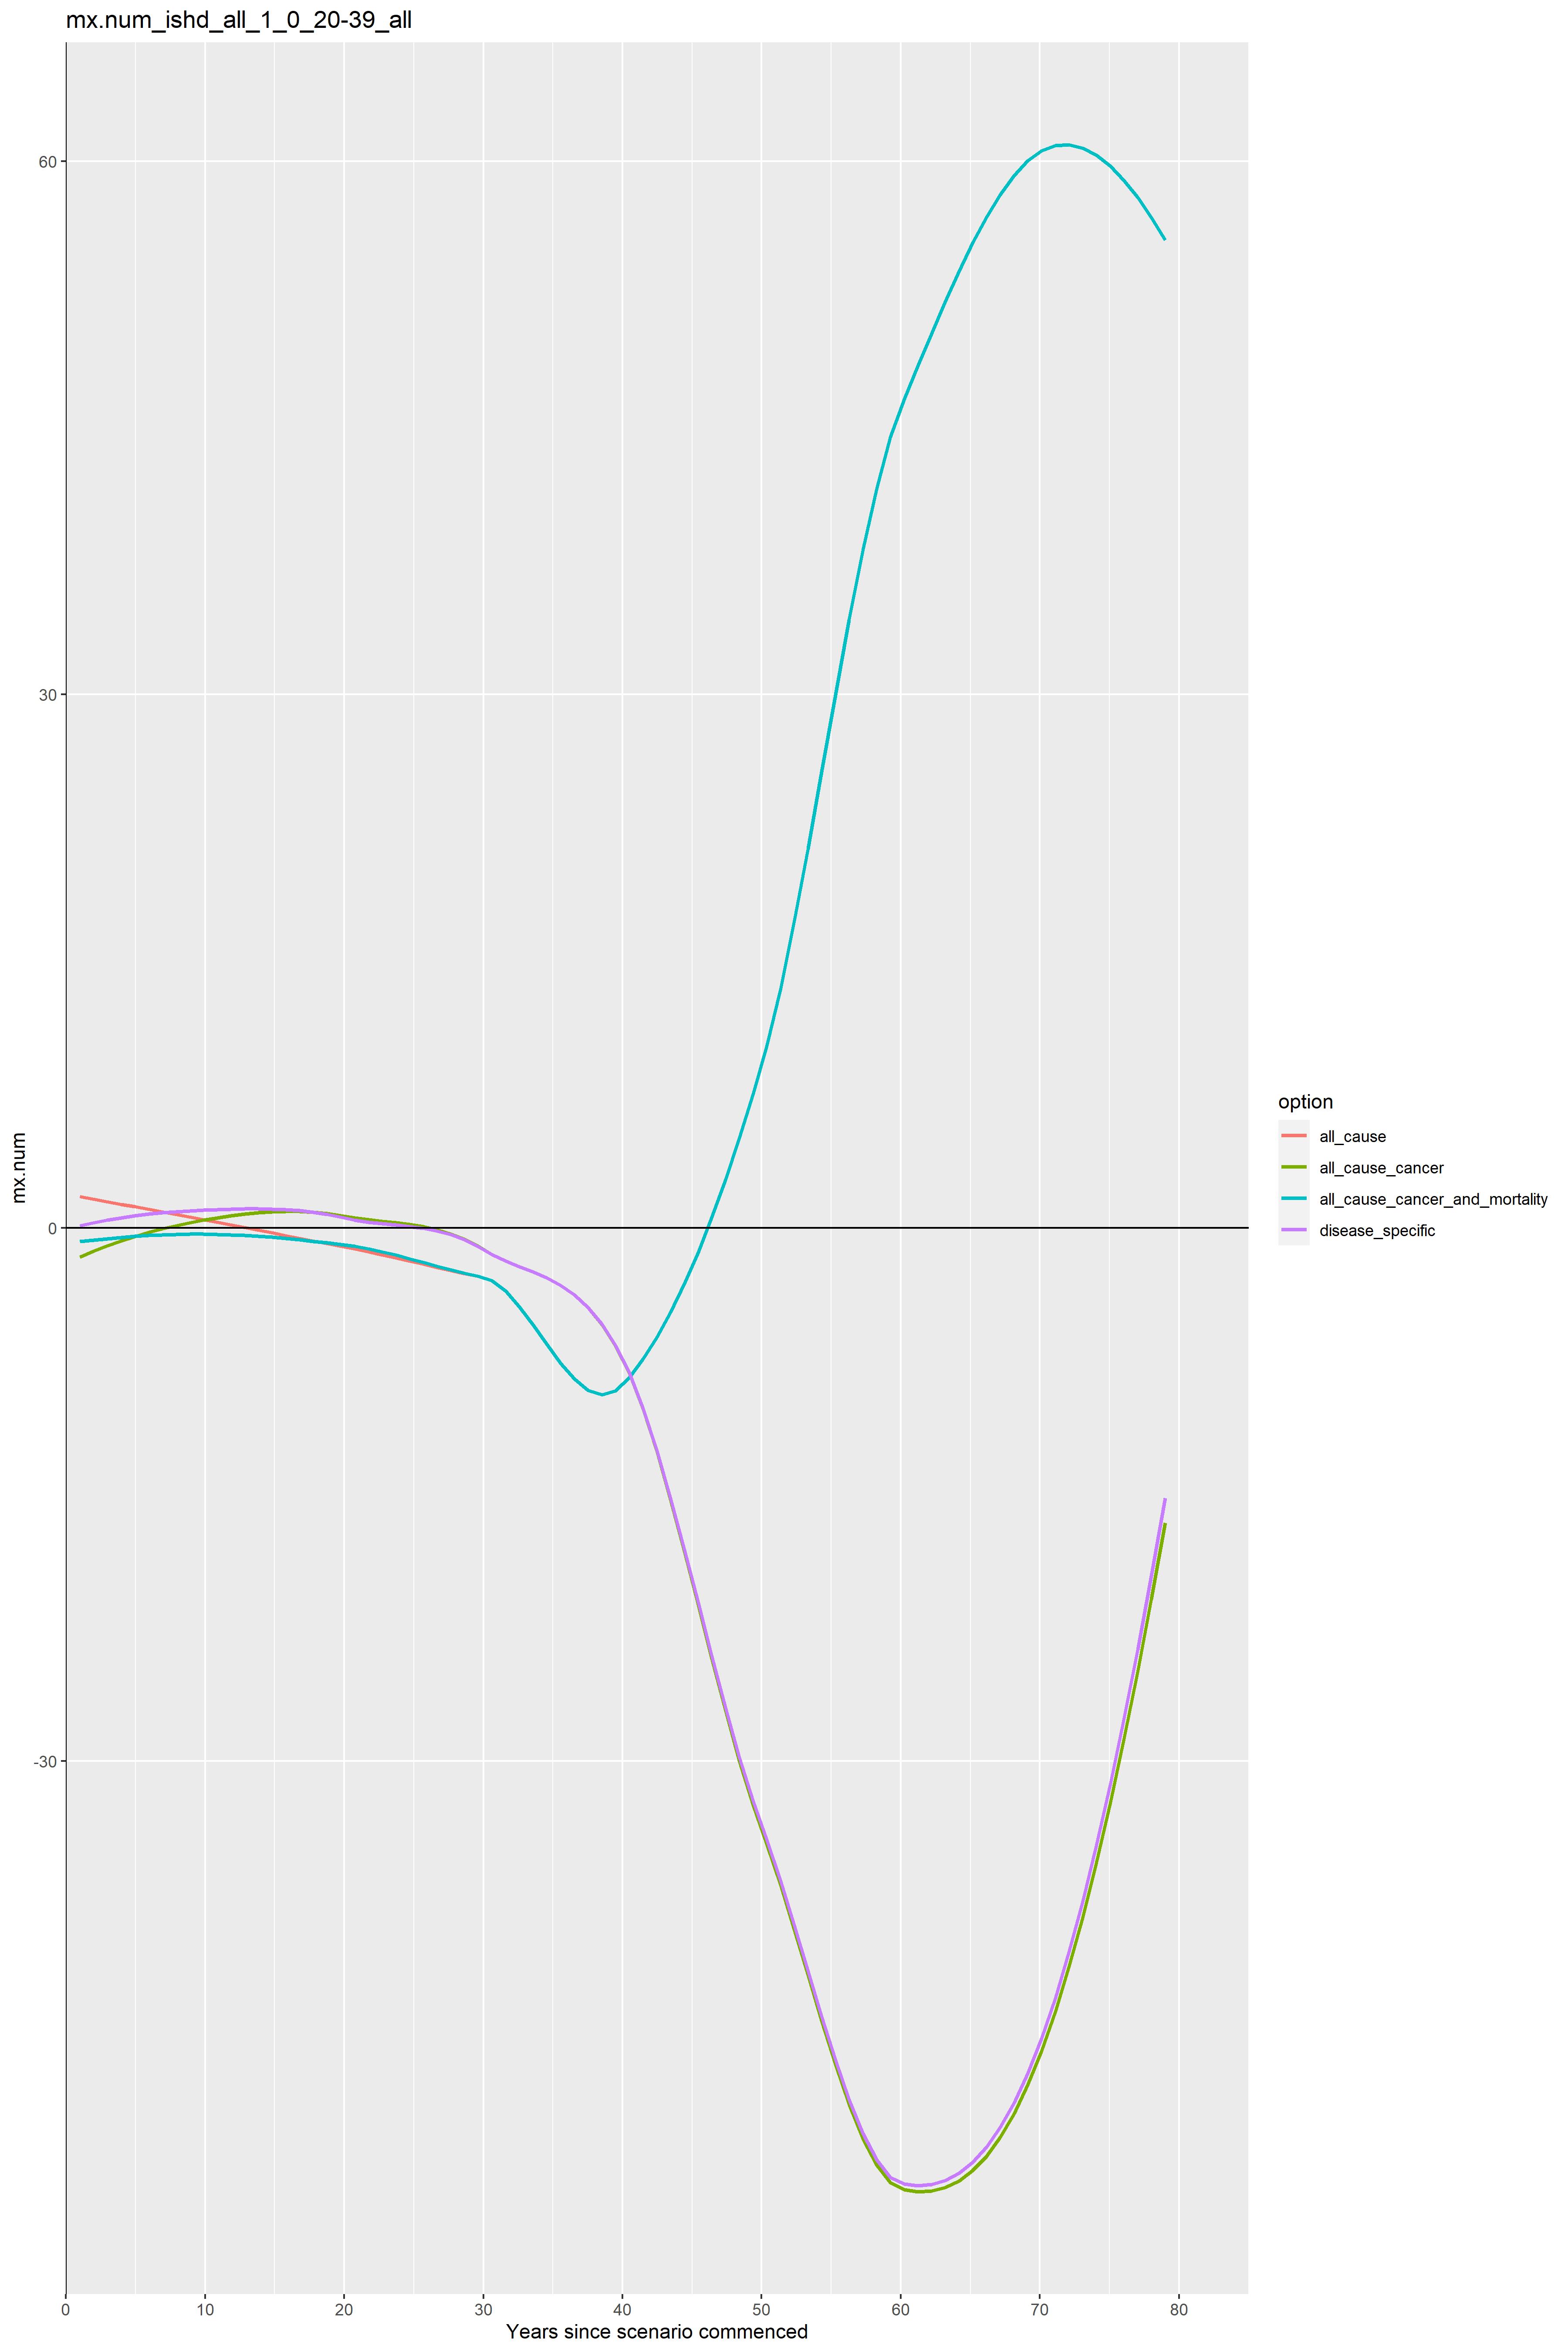 mx.num_ishd_all_1_0_20-39_all
60
30
0
-30
mx.num
0 10 20 30 40 50 60 70 80
Years since scenario commenced
option
all_cause
all_cause_cancer
all_cause_cancer_and_mortality
disease_specific